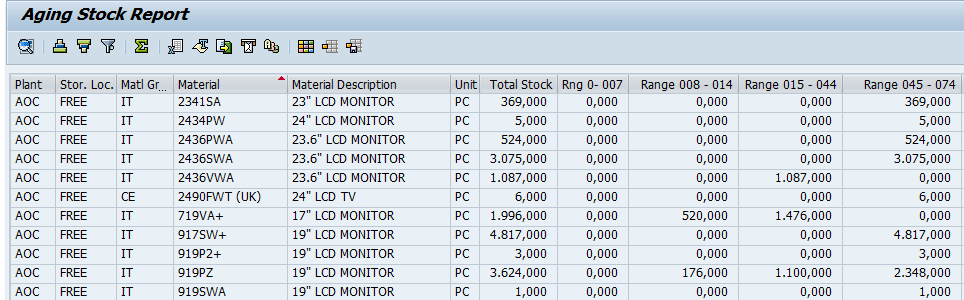 Aging Stock Report
Plant Stor. Loc. Matl Gr... Material Material Description Unit Total Stock Rng 0- 007 Range 008 - 014 Range 015 - 044 Range 045 - 074
AOC FREE IT 2341SA 23" LCD MONITOR PC 369,000 0,000 0,000 0,000 369,000
AOC FREE IT 2434PW 24" LCD MONITOR PC 5,000 0,000 0,000 0,000 5,000
AOC FREE IT 2436PWA 23.6" LCD MONITOR PC 524,000 0,000 0,000 0,000 524,000
AOC FREE IT 2436SWA 23.6" LCD MONITOR PC 3.075,000 0,000 0,000 0,000 3.075,000
AOC FREE IT 2436VWA 23.6" LCD MONITOR PC 1.087,000 0,000 0,000 1.087,000 0,000
AOC FREE CE 2490FWT (UK) 24" LCD TV PC 6,000 0,000 0,000 0,000 6,000
AOC FREE IT 719VA+ 17" LCD MONITOR PC 1.996,000 0,000 520,000 1.476,000 0,000
AOC FREE IT 917SW+ 19" LCD MONITOR PC 4.817,000 0,000 0,000 0,000 4.817,000
AOC FREE IT 919P2+ 19" LCD MONITOR PC 3,000 0,000 0,000 0,000 3,000
AOC FREE IT 919PZ 19" LCD MONITOR PC 3.624,000 0,000 176,000 1.100,000 2.348,000
AOC FREE IT 919SWA 19" LCD MONITOR PC 1,000 0,000 0,000 0,000 1,000